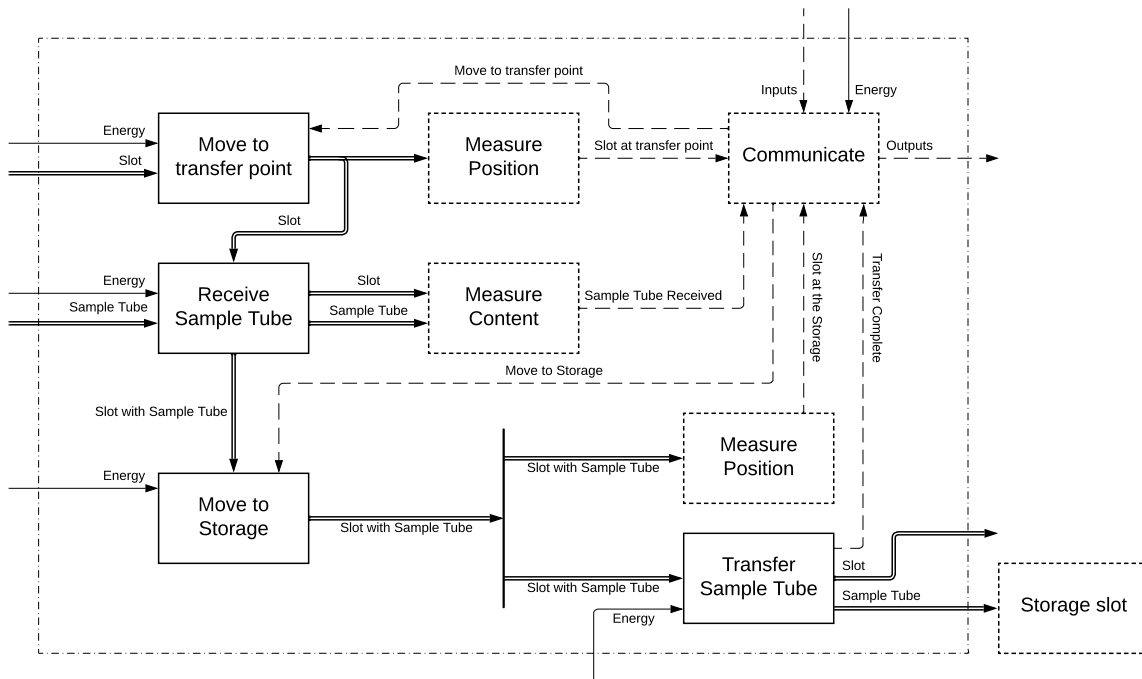 Move to transfer point
Inputs
Energy
Energy
Slot
Move to
transfer point
Measure
Position
Slot at transfer point
Communicate
Outputs
Slot
Energy
Sample Tube
Receive
Sample Tube
Slot
Sample Tube
Measure
Content
Sample Tube Received
Slot at the Storage
Transfer Complete
Move to Storage
Slot with Sample Tube
Energy
Move to
Storage
Slot with Sample Tube
Slot with Sample Tube
Measure
Position
Slot with Sample Tube
Energy
Transfer
Sample Tube
Slot
Sample Tube
Storage slot